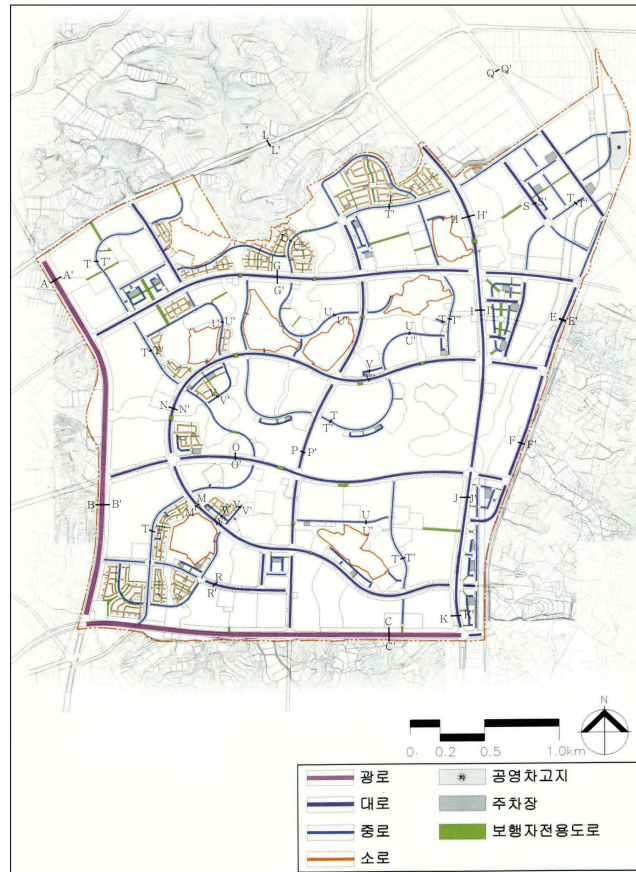 Q Q'
L
L'
T'
H H'
S S'
T T'
A A'
T T'
G
G'
U U'
I I'
E E'
T T'
U
U'
T T'
U U'
V
V'
N N'
T
T'
O
O'
P P'
F F'
B B'
J J'
M
M'
V V'
U
U'
T
T T'
R
R'
K K'
C
C'
N
0 0.2 0.5 1.0km
광로 공영차고지
대로 주차장
중로 보행자전용도로
소로